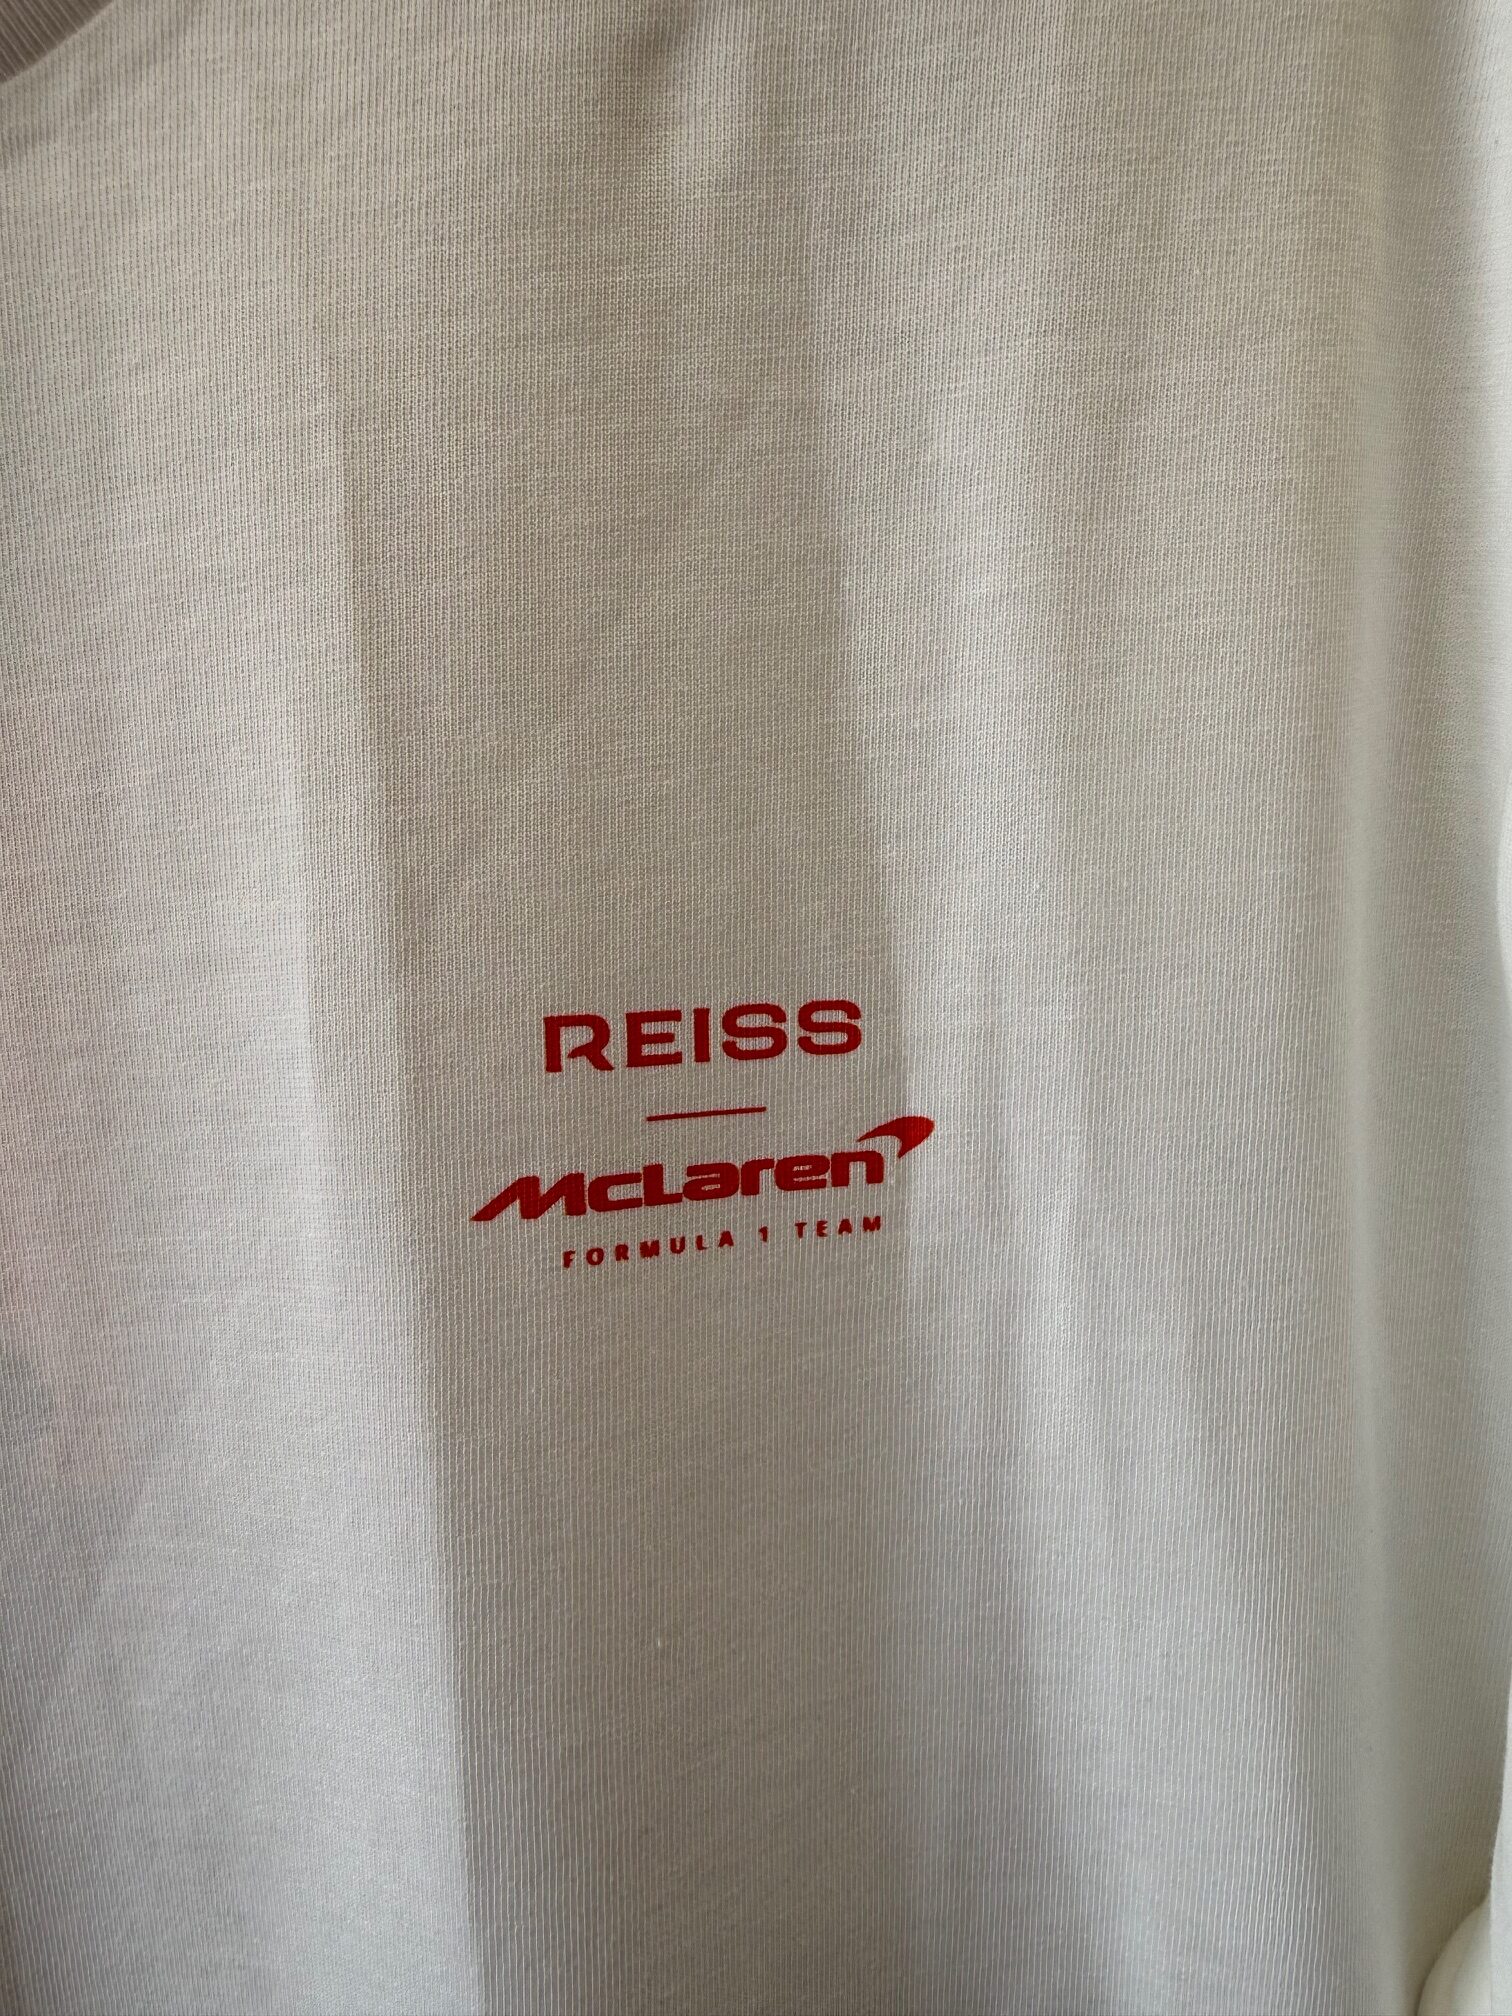 REISS
McLaren
FORMULA 1 TEAM